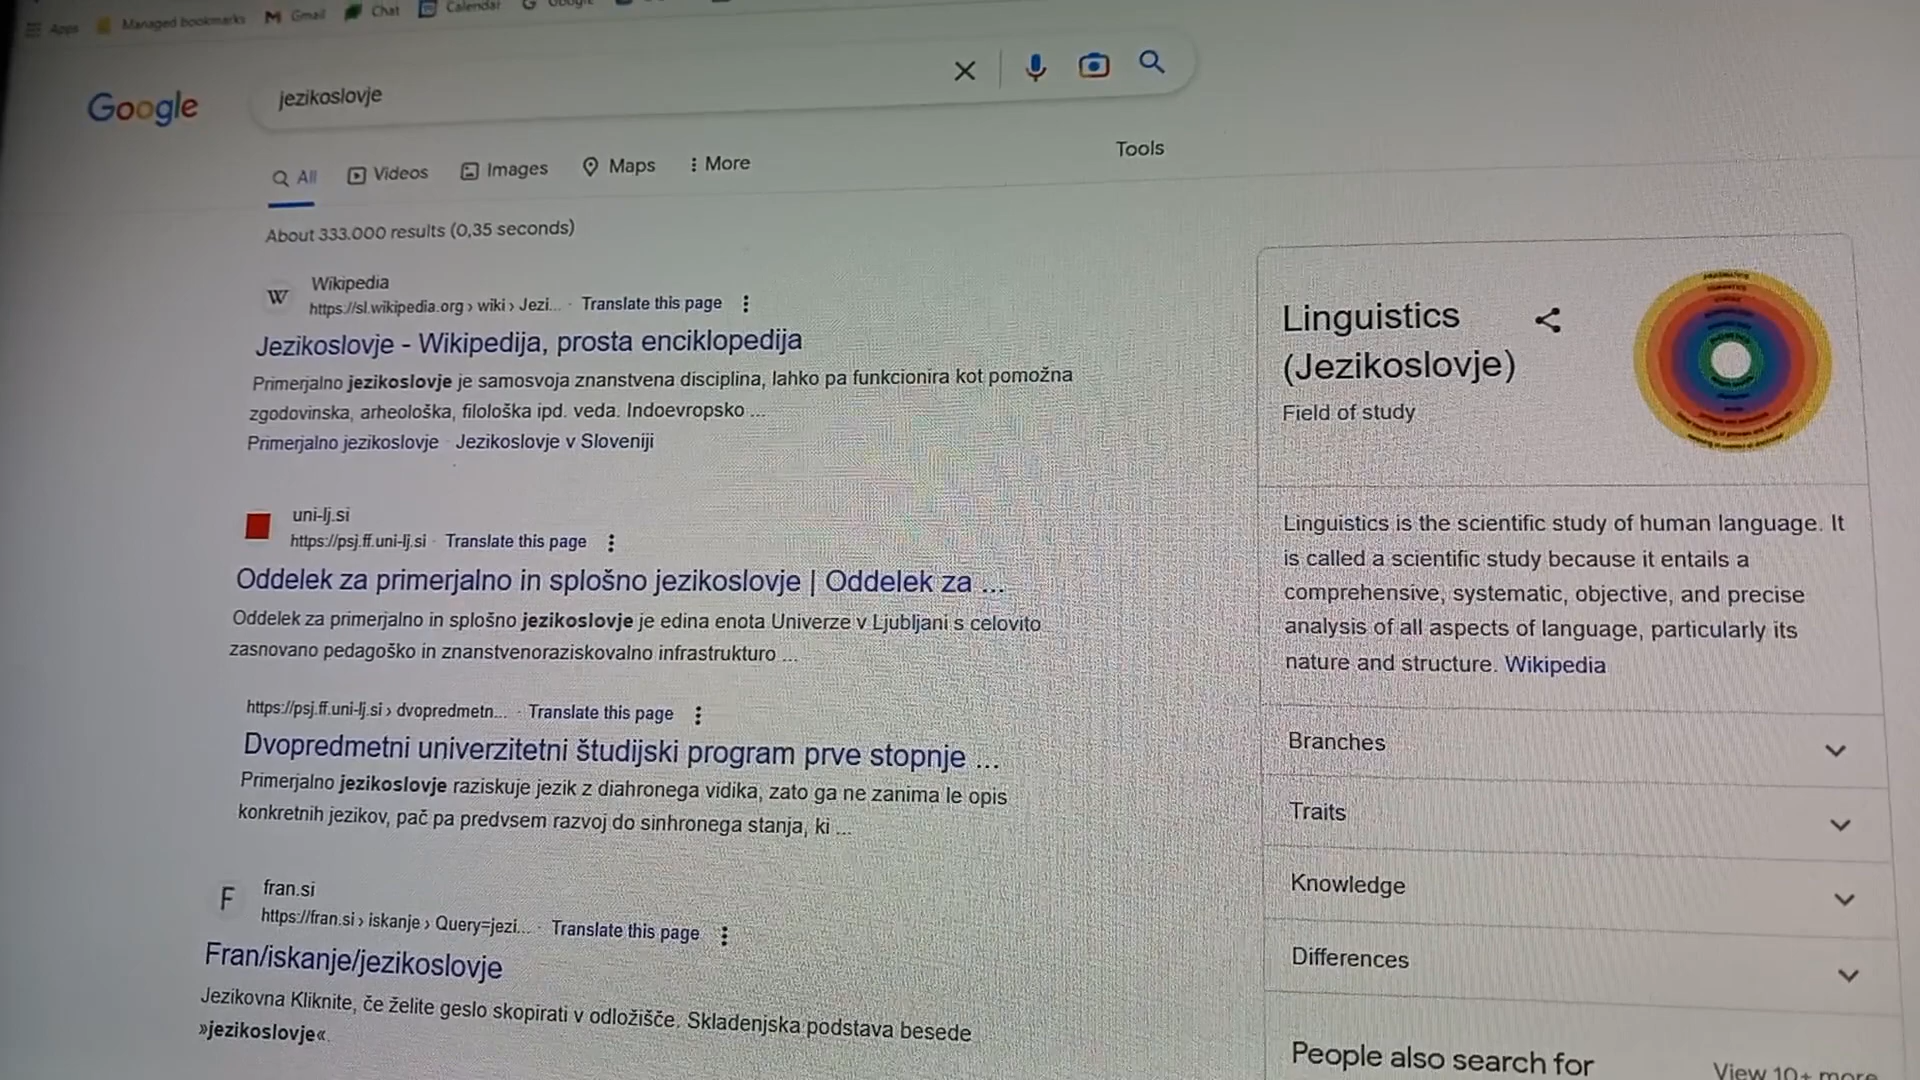 Apps Managed bookmarks Gmail Chat Calendar Google
Google
jezikoslovje
All Videos Images Maps More Tools
About 333.000 results (0,35 seconds)
Wikipedia
https://sl.wikipedia.org › wiki › Jezi... · Translate this page
Jezikoslovje - Wikipedija, prosta enciklopedija
Primerjalno jezikoslovje je samosvoja znanstvena disciplina, lahko pa funkcionira kot pomožna
zgodovinska, arheološka, filološka ipd. veda. Indoevropsko ...
Primerjalno jezikoslovje · Jezikoslovje v Sloveniji
uni-lj.si
https://psj.ff.uni-lj.si · Translate this page
Oddelek za primerjalno in splošno jezikoslovje | Oddelek za ...
Oddelek za primerjalno in splošno jezikoslovje je edina enota Univerze v Ljubljani s celovito
zasnovano pedagoško in znanstvenoraziskovalno infrastrukturo ...
https://psj.ff.uni-lj.si › dvopredmetn... · Translate this page
Dvopredmetni univerzitetni študijski program prve stopnje ...
Primerjalno jezikoslovje raziskuje jezik z diahronega vidika, zato ga ne zanima le opis
konkretnih jezikov, pač pa predvsem razvoj do sinhronega stanja, ki ...
F
fran.si
https://fran.si › iskanje › Query=jezi... · Translate this page
Fran/iskanje/jezikoslovje
Jezikovna Kliknite, če želite geslo skopirati v odložišče. Skladenjska podstava besede
»jezikoslovje«.
Linguistics
(Jezikoslovje)
Field of study
Linguistics is the scientific study of human language. It
is called a scientific study because it entails a
comprehensive, systematic, objective, and precise
analysis of all aspects of language, particularly its
nature and structure. Wikipedia
Branches
Traits
Knowledge
Differences
People also search for
View 10+ more